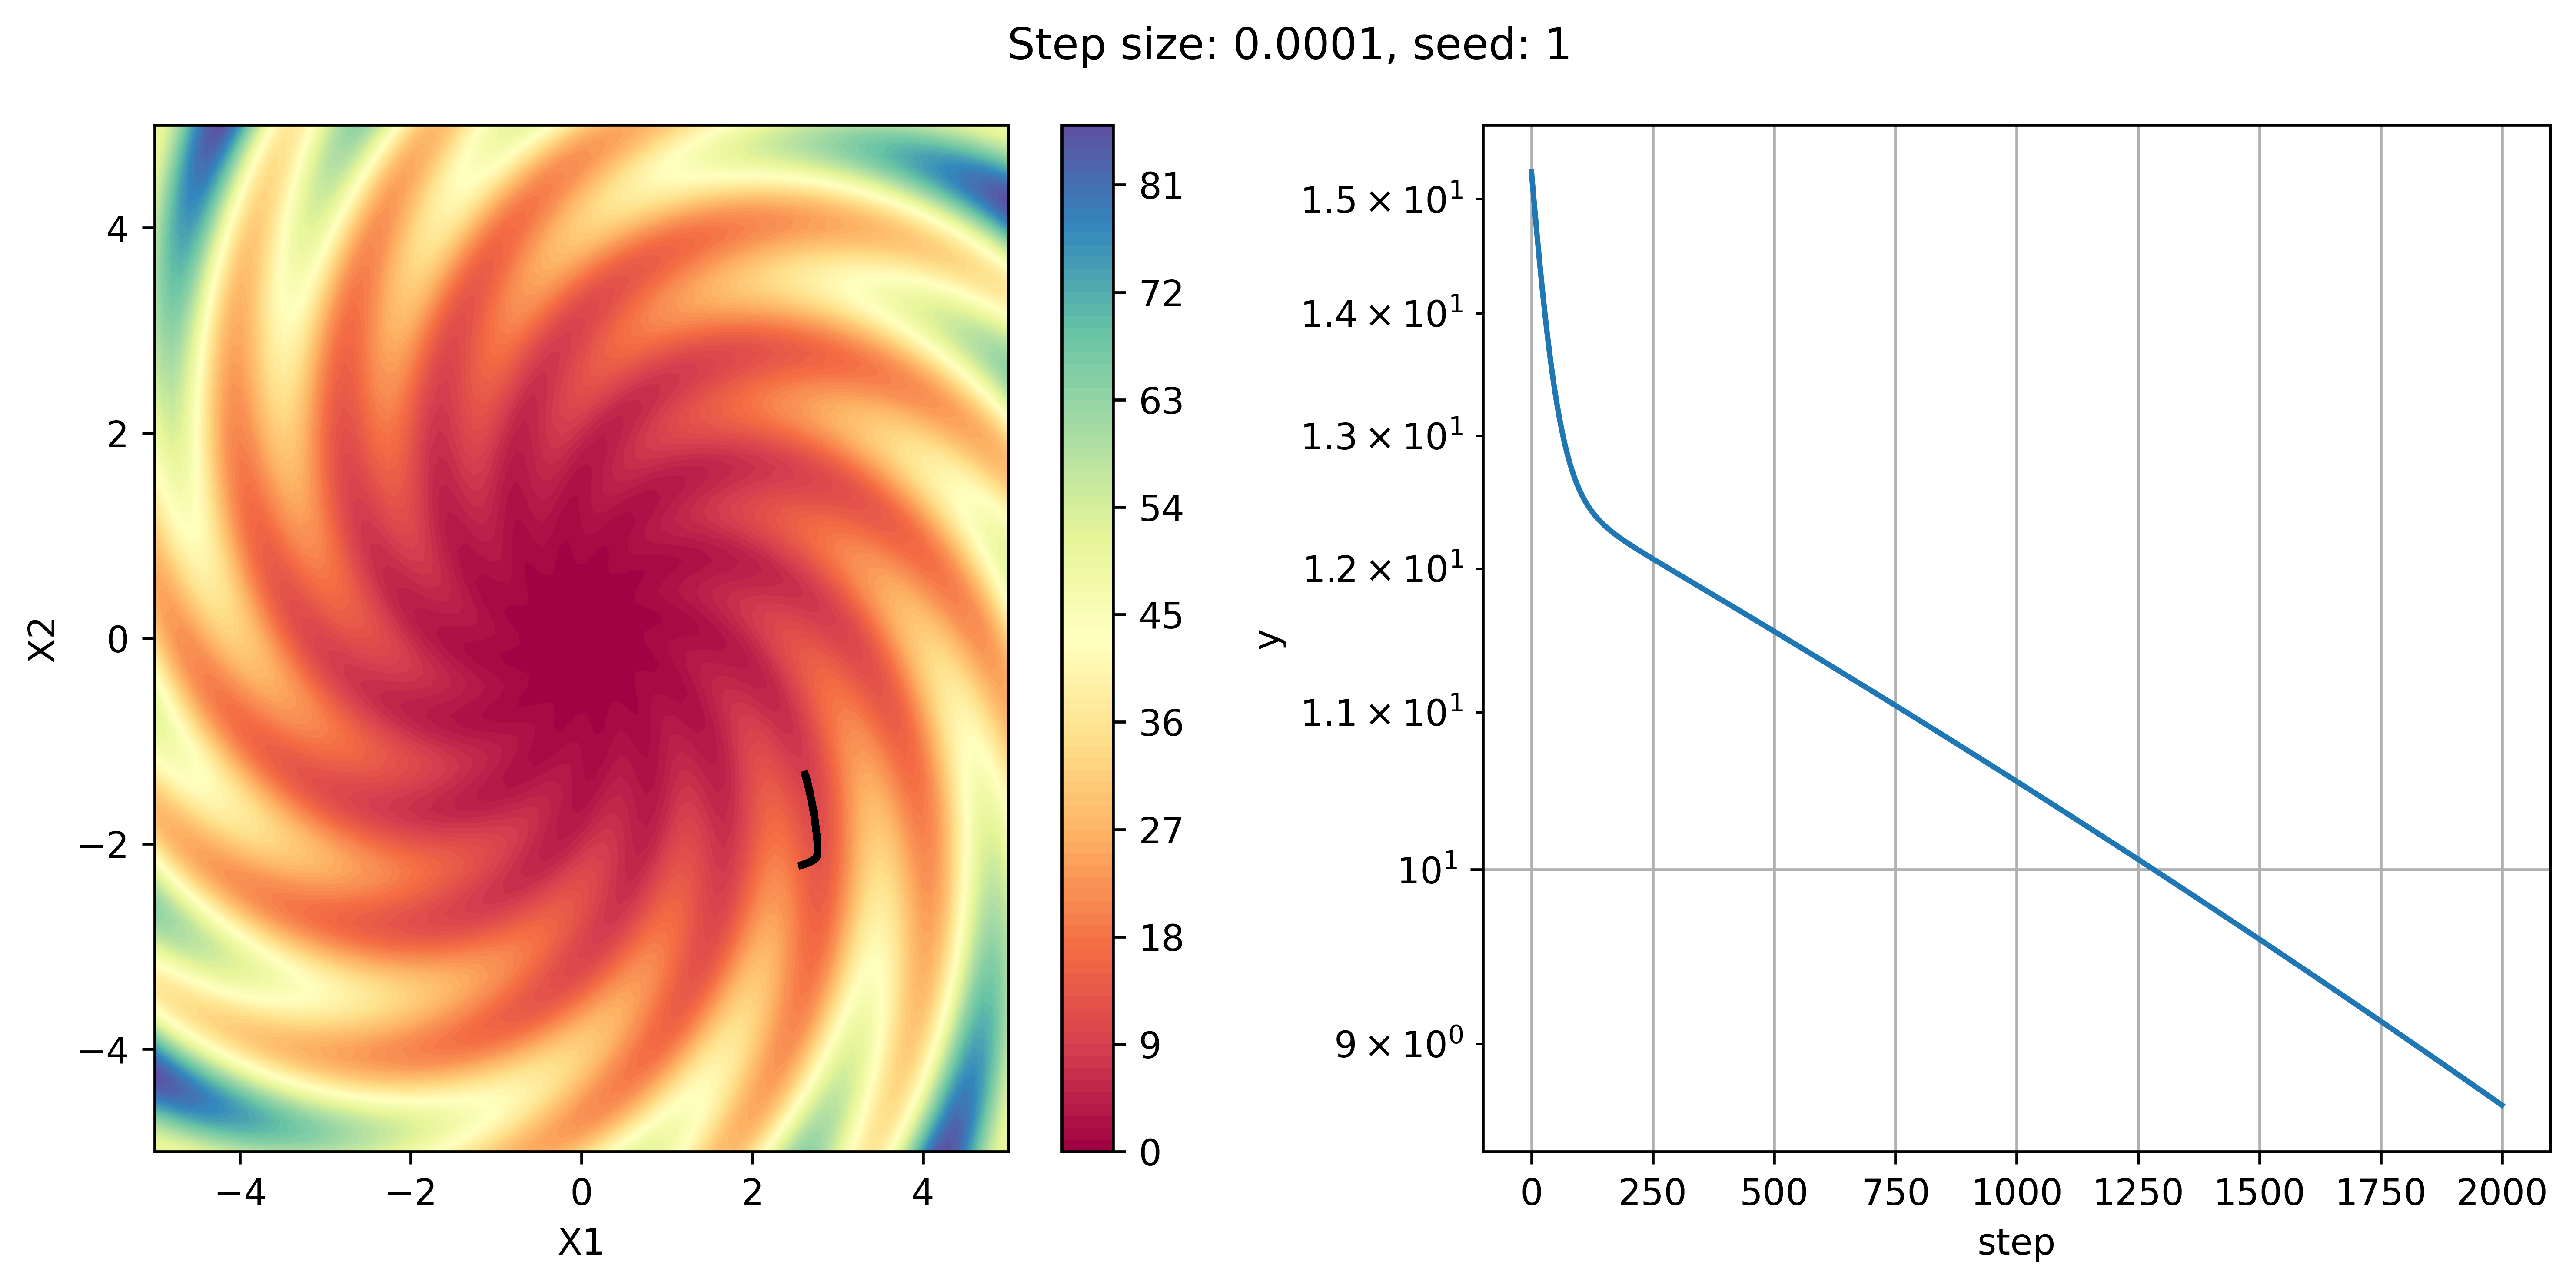 Step size: 0.0001, seed: 1
4
2
0
−2
−4
X2
−4 −2 0 2 4
X1
81
72
63
54
45
36
27
18
9
0
1.5 × 10¹
1.4 × 10¹
1.3 × 10¹
1.2 × 10¹
1.1 × 10¹
10¹
9 × 10⁰
y
0 250 500 750 1000 1250 1500 1750 2000
step